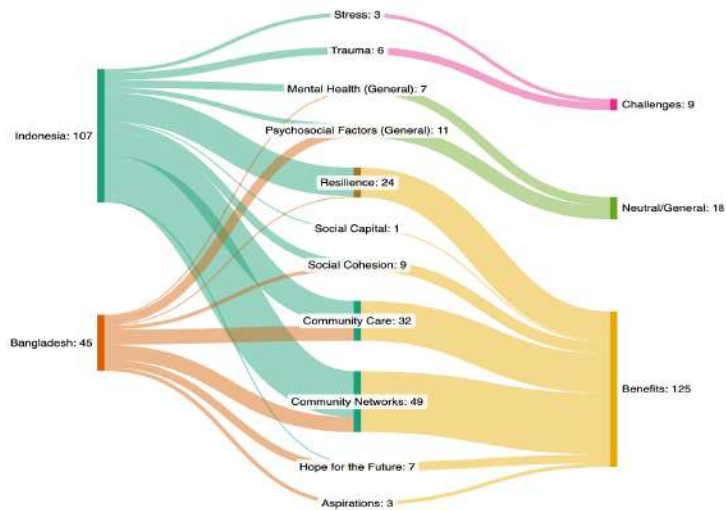 Stress: 3
Trauma: 6
Mental Health (General): 7
Challenges: 9
Indonesia: 107
Psychosocial Factors (General): 11
Resilience: 24
Neutral/General: 18
Social Capital: 1
Social Cohesion: 9
Community Care: 32
Bangladesh: 45
Benefits: 125
Community Networks: 49
Hope for the Future: 7
Aspirations: 3